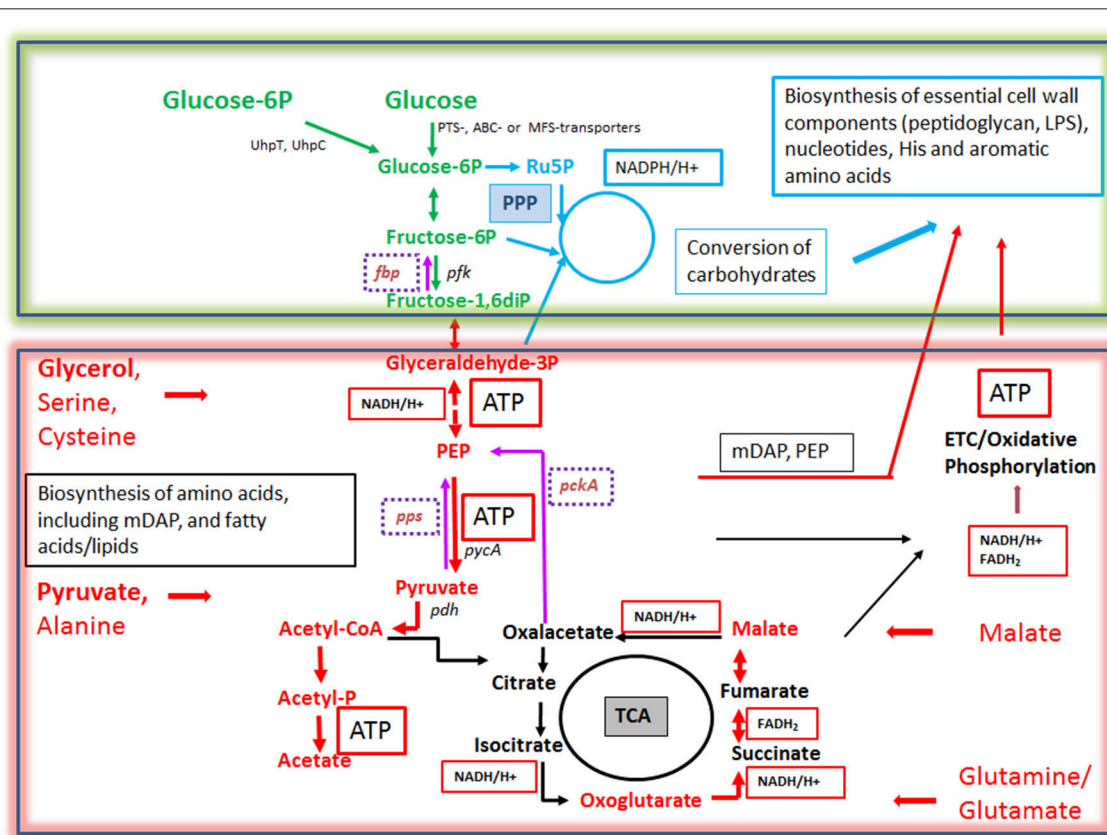 Glucose-6P
Glucose
PTS-, ABC- or MFS-transporters
UhpT, UhpC
Glucose-6P
Ru5P
NADPH/H+
PPP
Fructose-6P
fbp
pfk
Fructose-1,6diP
Biosynthesis of essential cell wall
components (peptidoglycan, LPS),
nucleotides, His and aromatic
amino acids
Conversion of
carbohydrates
Glyceraldehyde-3P
Glycerol,
Serine,
Cysteine
NADH/H+
ATP
PEP
Biosynthesis of amino acids,
including mDAP, and fatty
acids/lipids
pps
ATP
pycA
pckA
mDAP, PEP
ATP
ETC/Oxidative
Phosphorylation
NADH/H+
FADH₂
Pyruvate,
Alanine
Pyruvate
pdh
Acetyl-CoA
Oxalacetate
NADH/H+
Malate
Malate
Acetyl-P
Citrate
Fumarate
ATP
TCA
FADH₂
Acetate
Isocitrate
Succinate
NADH/H+
NADH/H+
Oxoglutarate
Glutamine/
Glutamate